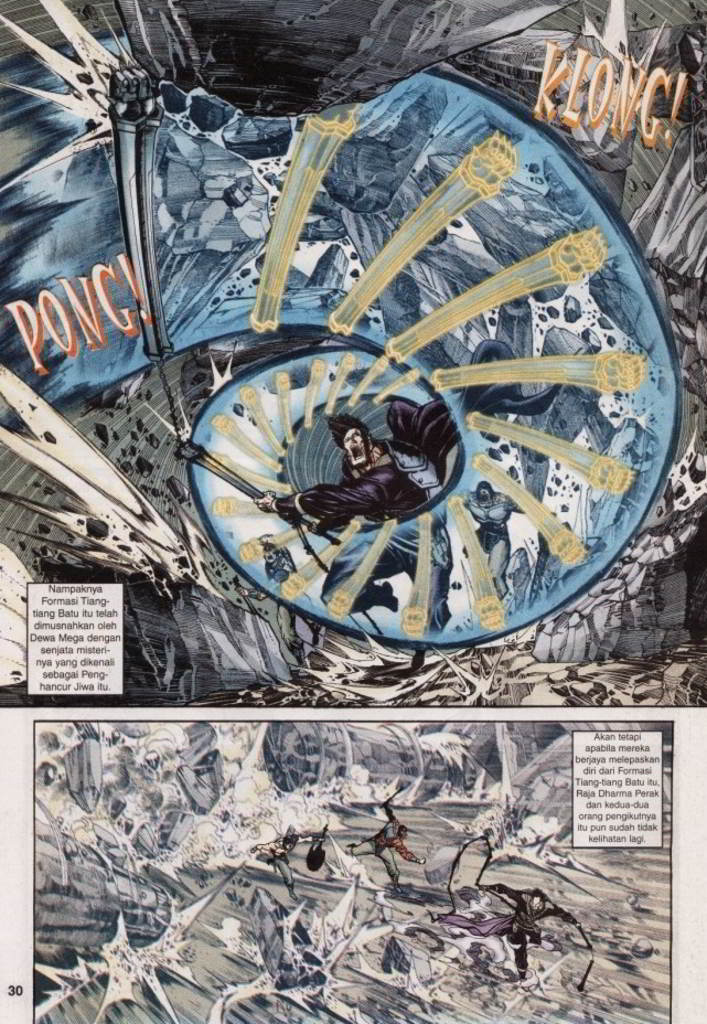 KLONG!
PONG!
Nampaknya
Formasi Tiang-
tiang Batu itu telah
dimusnahkan oleh
Dewa Mega dengan
senjata misteri-
nya yang dikenali
sebagai Peng-
hancur Jiwa itu.
Akan tetapi
apabila mereka
berjaya melepaskan
diri dari Formasi
Tiang-tiang Batu itu,
Raja Dharma Perak
dan kedua-dua
orang pengikutnya
itu pun sudah tidak
kelihatan lagi.
30